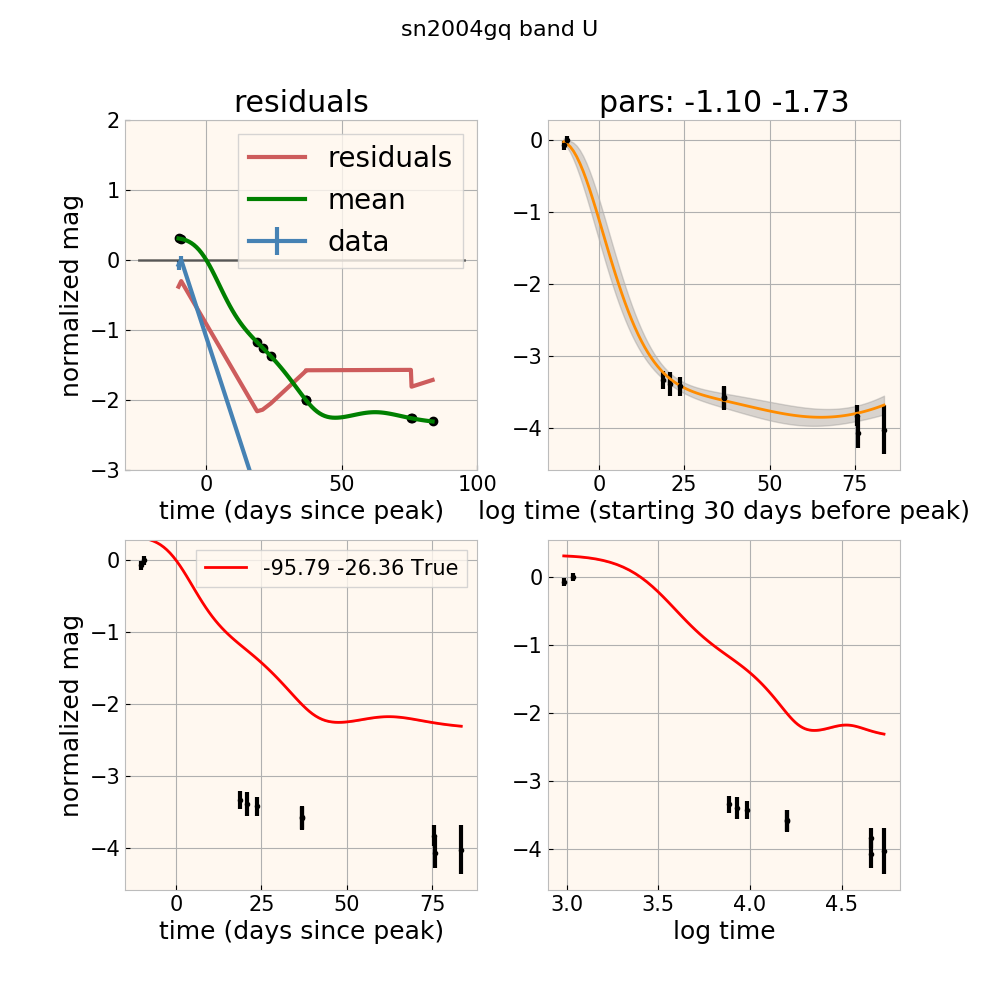 sn2004gq band U
residuals
pars: -1.10 -1.73
normalized mag
2
1
0
−1
−2
−3
residuals
mean
data
0
50
100
time (days since peak)
0
−1
−2
−3
−4
0
25
50
75
log time (starting 30 days before peak)
normalized mag
0
−1
−2
−3
−4
-95.79 -26.36 True
0
25
50
75
time (days since peak)
0
−1
−2
−3
−4
3.0
3.5
4.0
4.5
log time